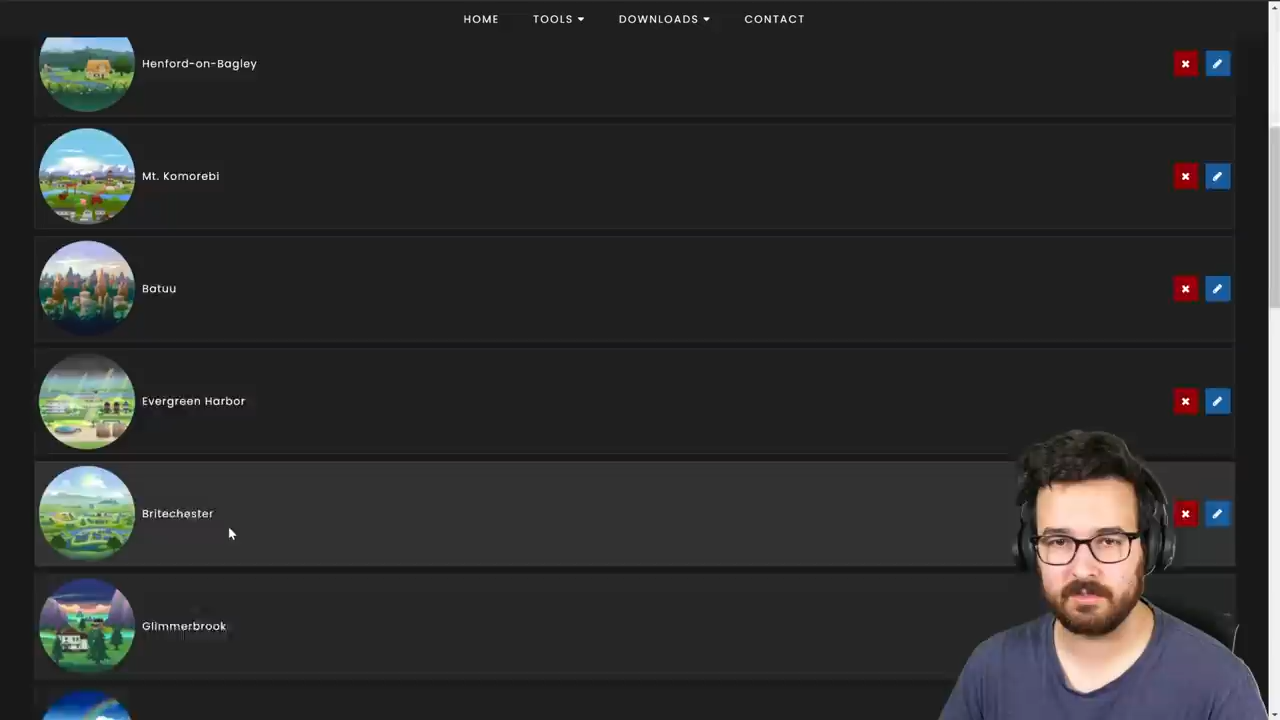 HOME TOOLS DOWNLOADS CONTACT
Henford-on-Bagley
Mt. Komorebi
Batuu
Evergreen Harbor
Britechester
Glimmerbrook